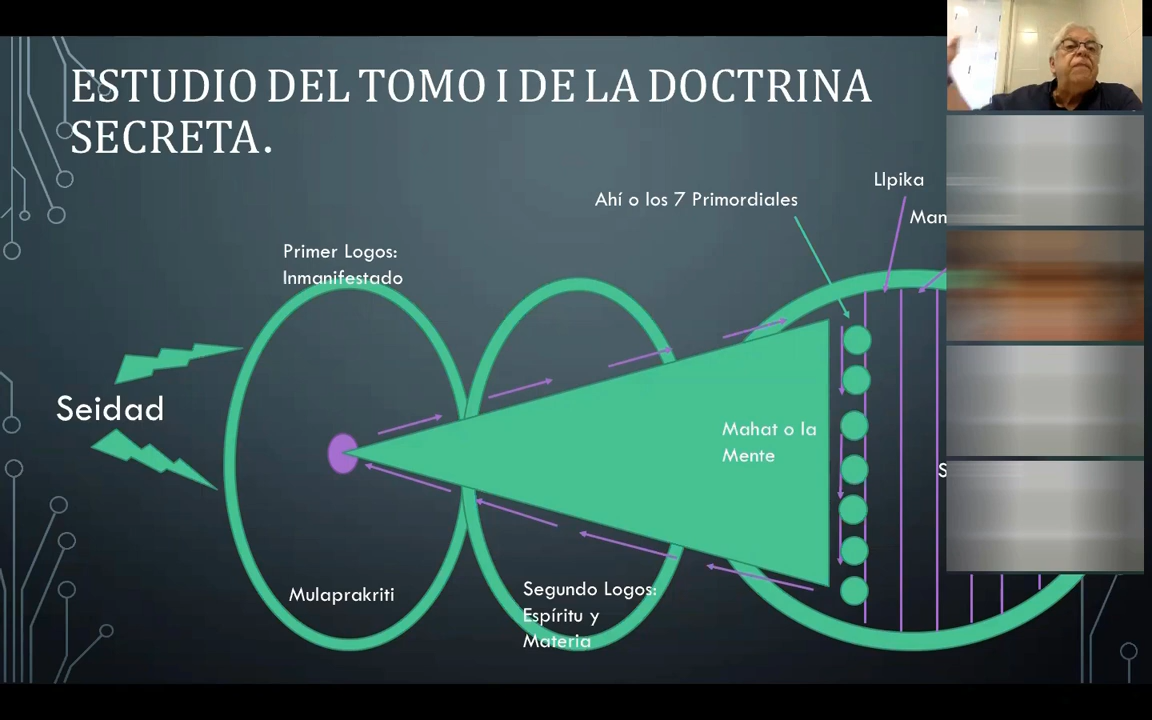 ESTUDIO DEL TOMO I DE LA DOCTRINA
SECRETA.
Llpika
Ahí o los 7 Primordiales
Man
Primer Logos:
Inmanifestado
Seidad
Mahat o la
Mente
S
Mulaprakriti
Segundo Logos:
Espíritu y
Materia